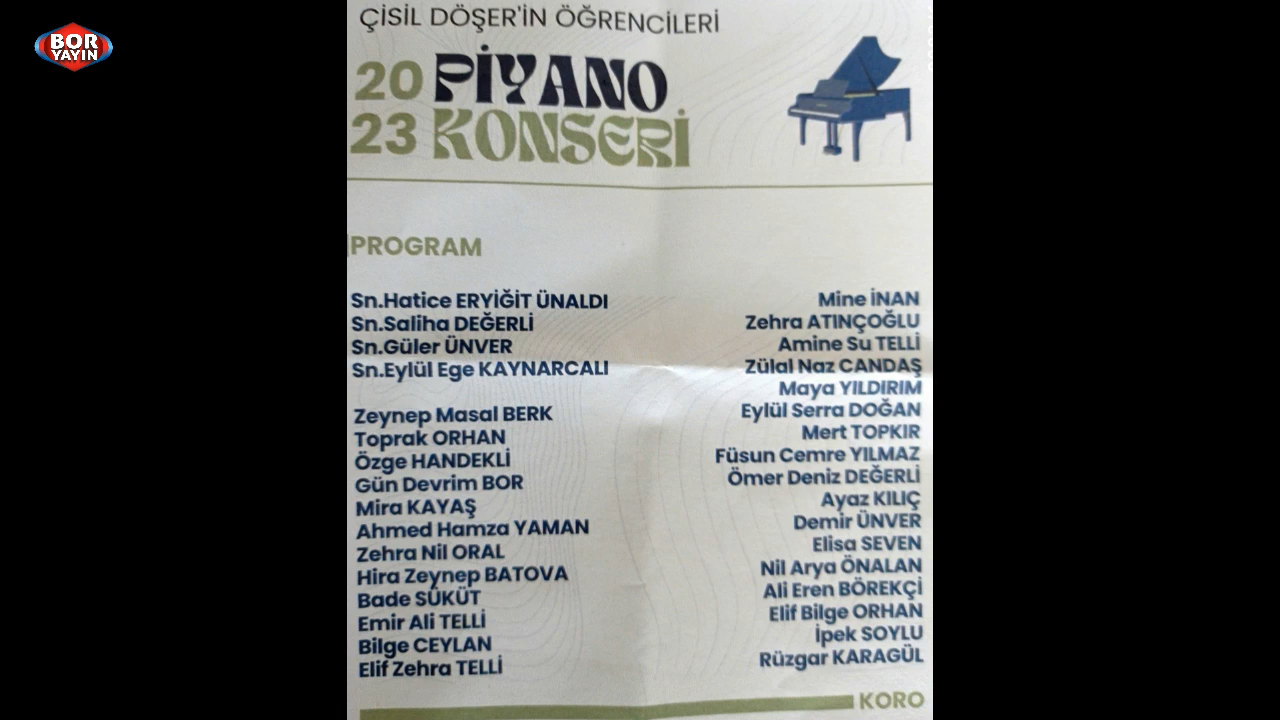 BOR
YAYIN
ÇİSİL DÖŞER'İN ÖĞRENCİLERİ
20 PİYANO
23 KONSERİ
PROGRAM
Sn.Hatice ERYİĞİT ÜNALDI
Sn.Saliha DEĞERLİ
Sn.Güler ÜNVER
Sn.Eylül Ege KAYNARCALI
Zeynep Masal BERK
Toprak ORHAN
Özge HANDEKLİ
Gün Devrim BOR
Mira KAYAŞ
Ahmed Hamza YAMAN
Zehra Nil ORAL
Hira Zeynep BATOVA
Bade SÜKÜT
Emir Ali TELLİ
Bilge CEYLAN
Elif Zehra TELLİ
Mine İNAN
Zehra ATINÇOĞLU
Amine Su TELLİ
Zülal Naz CANDAŞ
Maya YILDIRIM
Eylül Serra DOĞAN
Mert TOPKIR
Füsun Cemre YILMAZ
Ömer Deniz DEĞERLİ
Ayaz KILIÇ
Demir ÜNVER
Elisa SEVEN
Nil Arya ÖNALAN
Ali Eren BÖREKÇİ
Elif Bilge ORHAN
İpek SOYLU
Rüzgar KARAGÜL
KORO